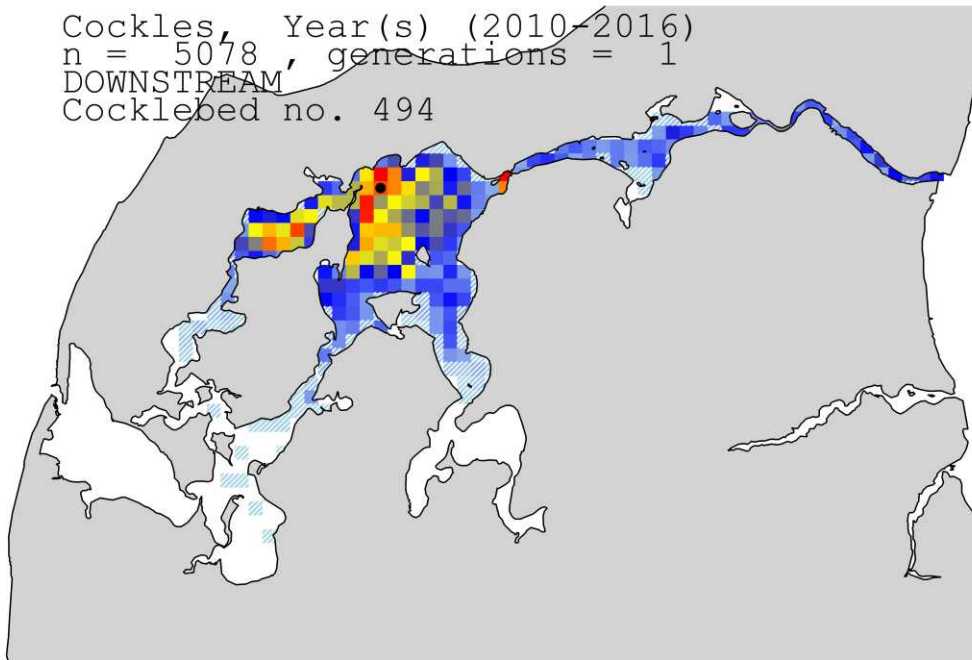 Cockles,  Year(s) (2010-2016)
n =  5078 , generations =  1
DOWNSTREAM
Cocklebed no. 494